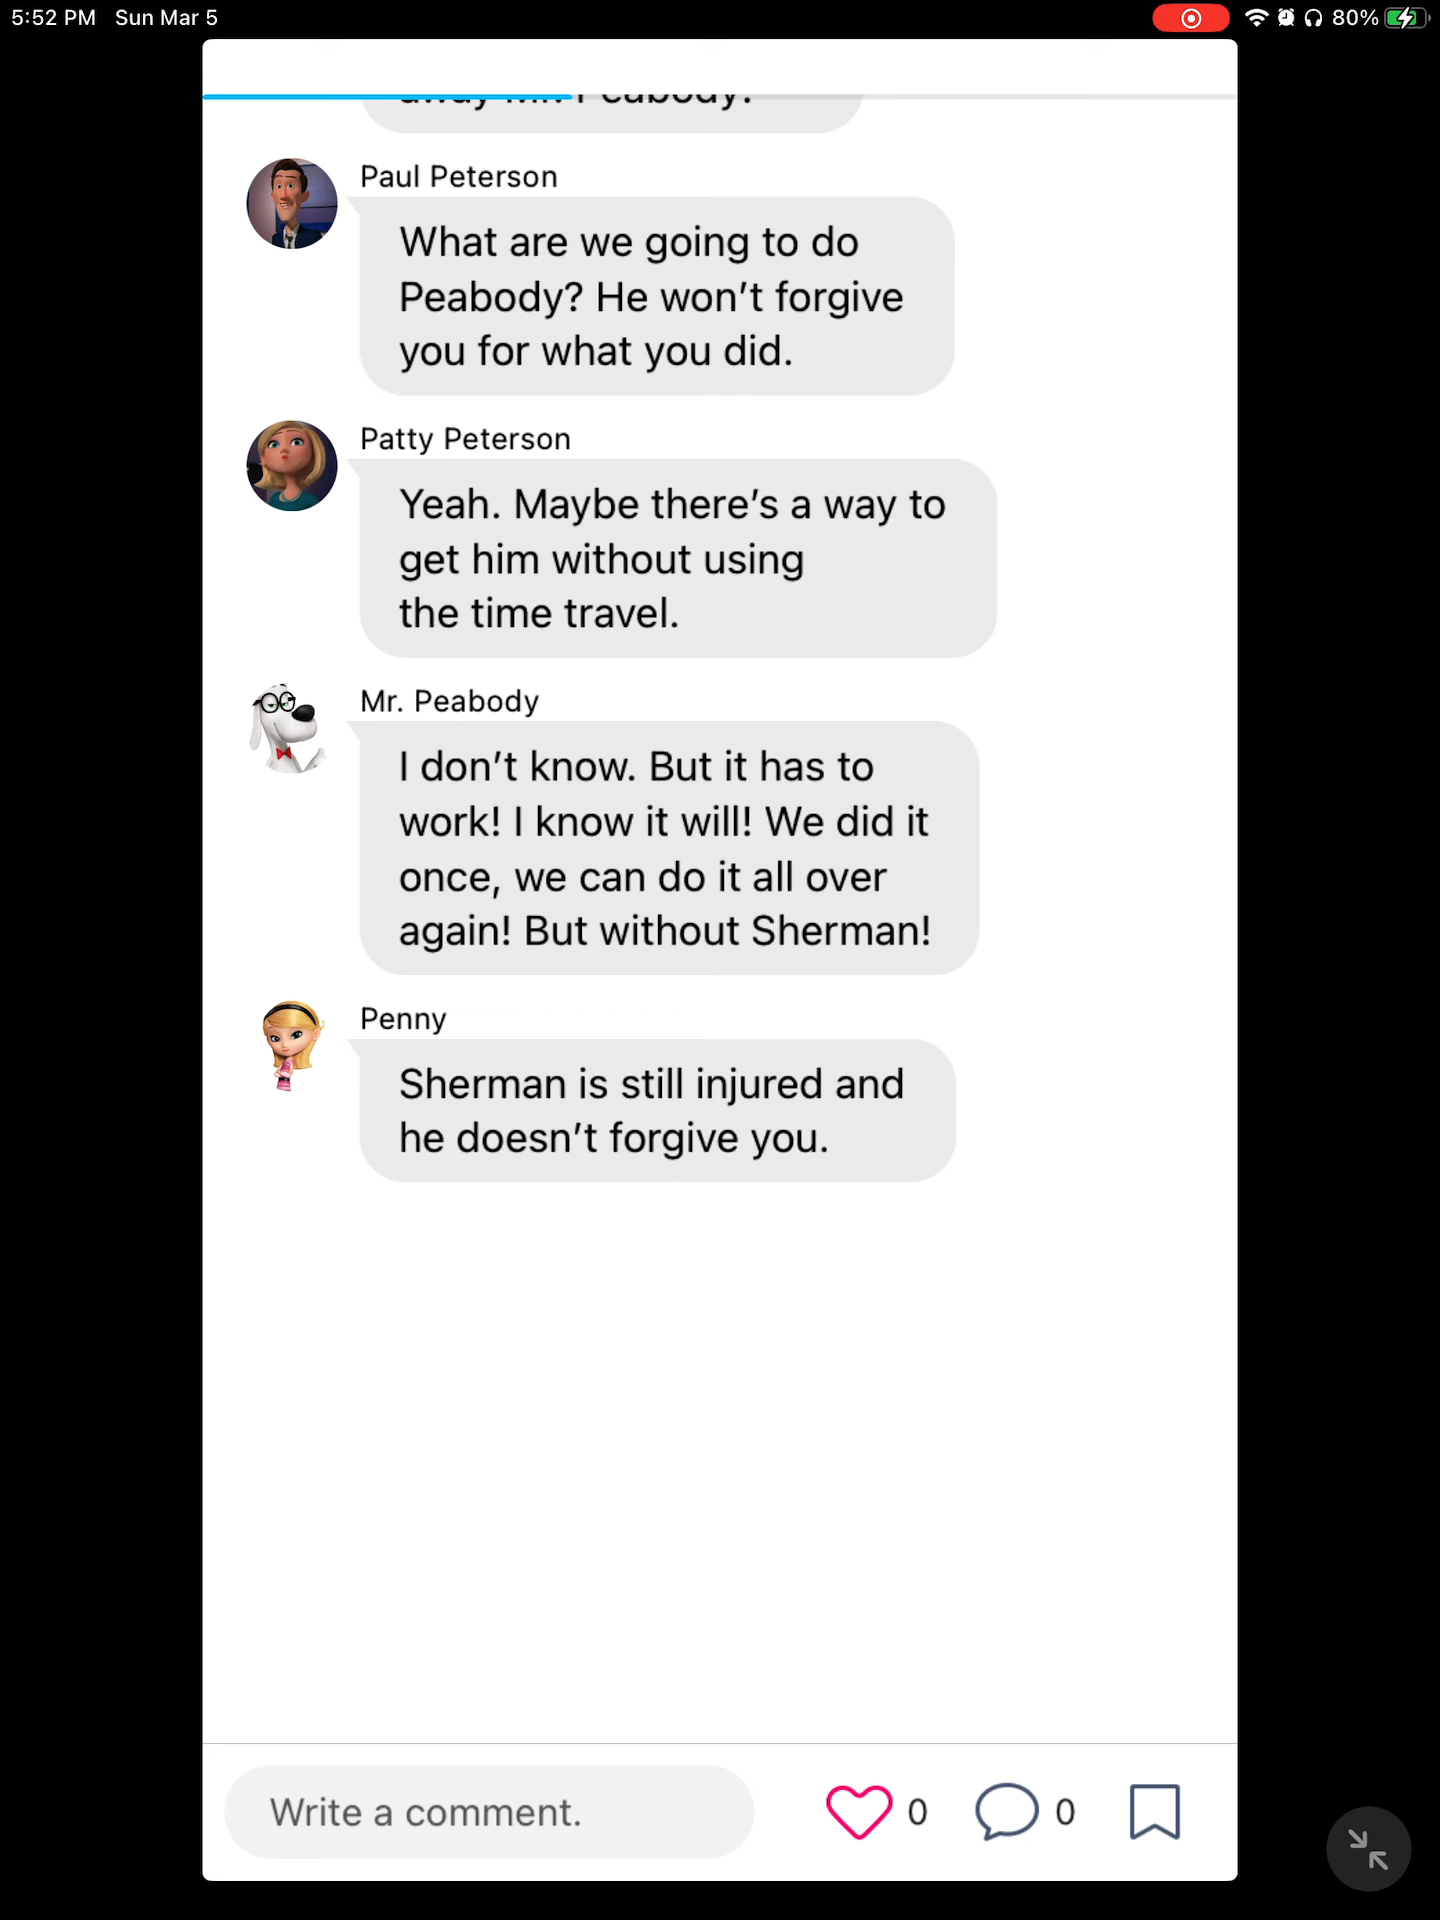 5:52 PM Sun Mar 5
80%
away Mr. Peabody.
Paul Peterson
What are we going to do
Peabody? He won’t forgive
you for what you did.
Patty Peterson
Yeah. Maybe there’s a way to
get him without using
the time travel.
Mr. Peabody
I don’t know. But it has to
work! I know it will! We did it
once, we can do it all over
again! But without Sherman!
Penny
Sherman is still injured and
he doesn’t forgive you.
Write a comment.
0
0